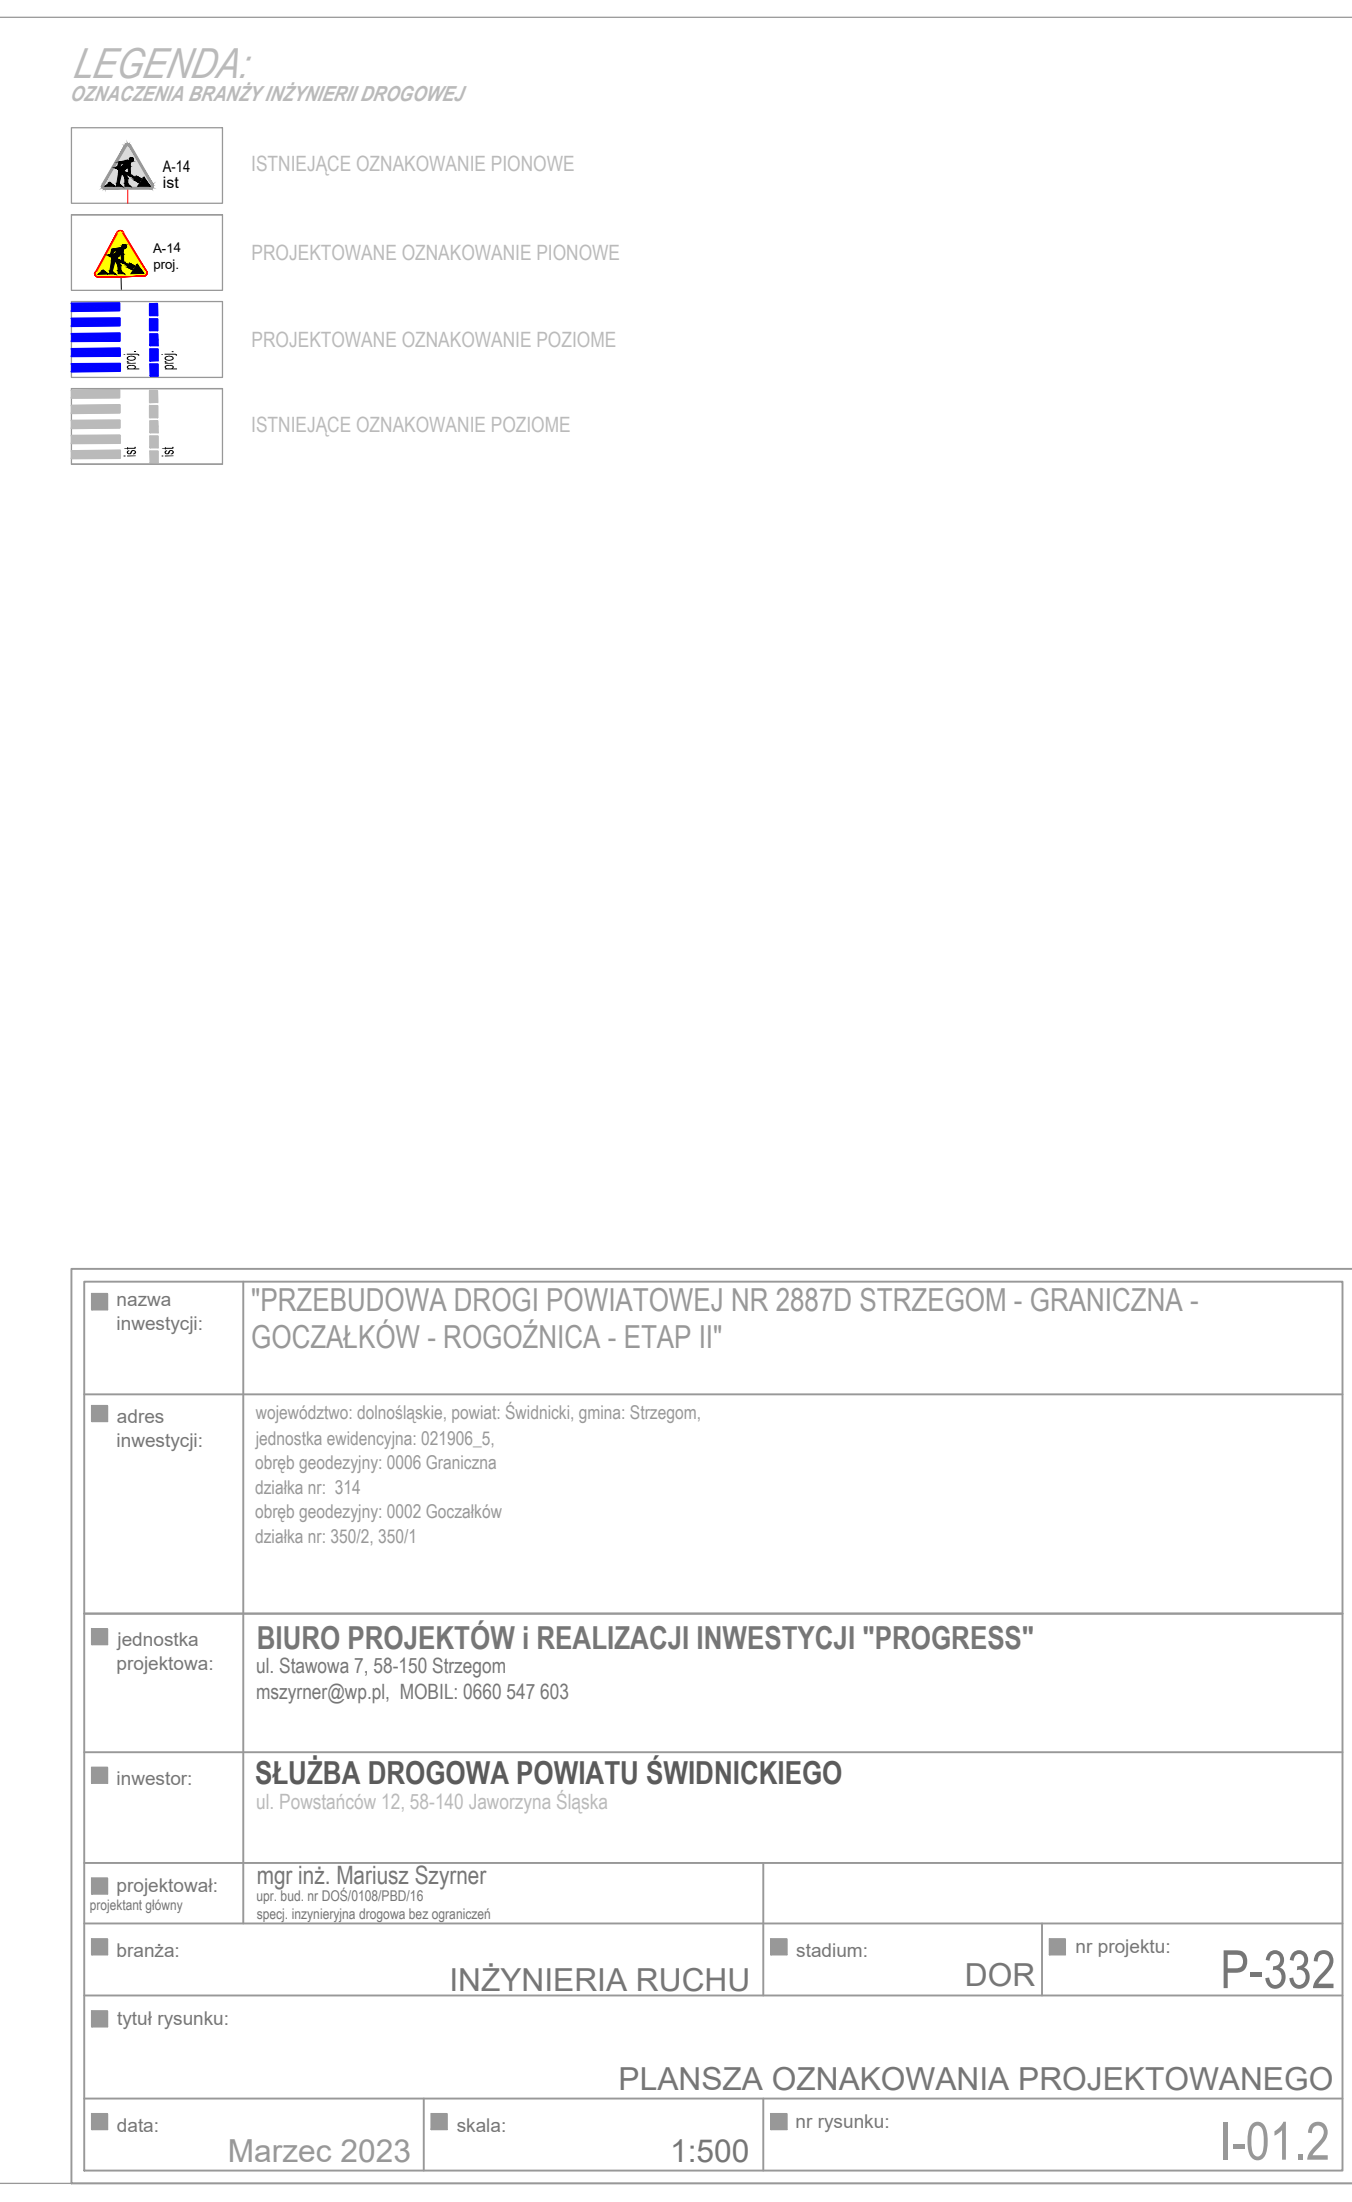 LEGENDA:
OZNACZENIA BRANŻY INŻYNIERII DROGOWEJ
A-14
ist
ISTNIEJĄCE OZNAKOWANIE PIONOWE
A-14
proj.
PROJEKTOWANE OZNAKOWANIE PIONOWE
proj.
proj.
PROJEKTOWANE OZNAKOWANIE POZIOME
ist
ist
ISTNIEJĄCE OZNAKOWANIE POZIOME
nazwa
inwestycji:
"PRZEBUDOWA DROGI POWIATOWEJ NR 2887D STRZEGOM - GRANICZNA -
GOCZAŁKÓW - ROGOŹNICA - ETAP II"
adres
inwestycji:
województwo: dolnośląskie, powiat: Świdnicki, gmina: Strzegom,
jednostka ewidencyjna: 021906_5,
obręb geodezyjny: 0006 Graniczna
działka nr: 314
obręb geodezyjny: 0002 Goczałków
działka nr: 350/2, 350/1
jednostka
projektowa:
BIURO PROJEKTÓW i REALIZACJI INWESTYCJI "PROGRESS"
ul. Stawowa 7, 58-150 Strzegom
mszyrner@wp.pl, MOBIL: 0660 547 603
inwestor:
SŁUŻBA DROGOWA POWIATU ŚWIDNICKIEGO
ul. Powstańców 12, 58-140 Jaworzyna Śląska
projektował:
projektant główny
mgr inż. Mariusz Szyrner
upr. bud. nr DOŚ/0108/PBD/16
specj. inzynieryjna drogowa bez ograniczeń
branża:
INŻYNIERIA RUCHU
stadium:
DOR
nr projektu:
P-332
tytuł rysunku:
PLANSZA OZNAKOWANIA PROJEKTOWANEGO
data:
Marzec 2023
skala:
1:500
nr rysunku:
I-01.2